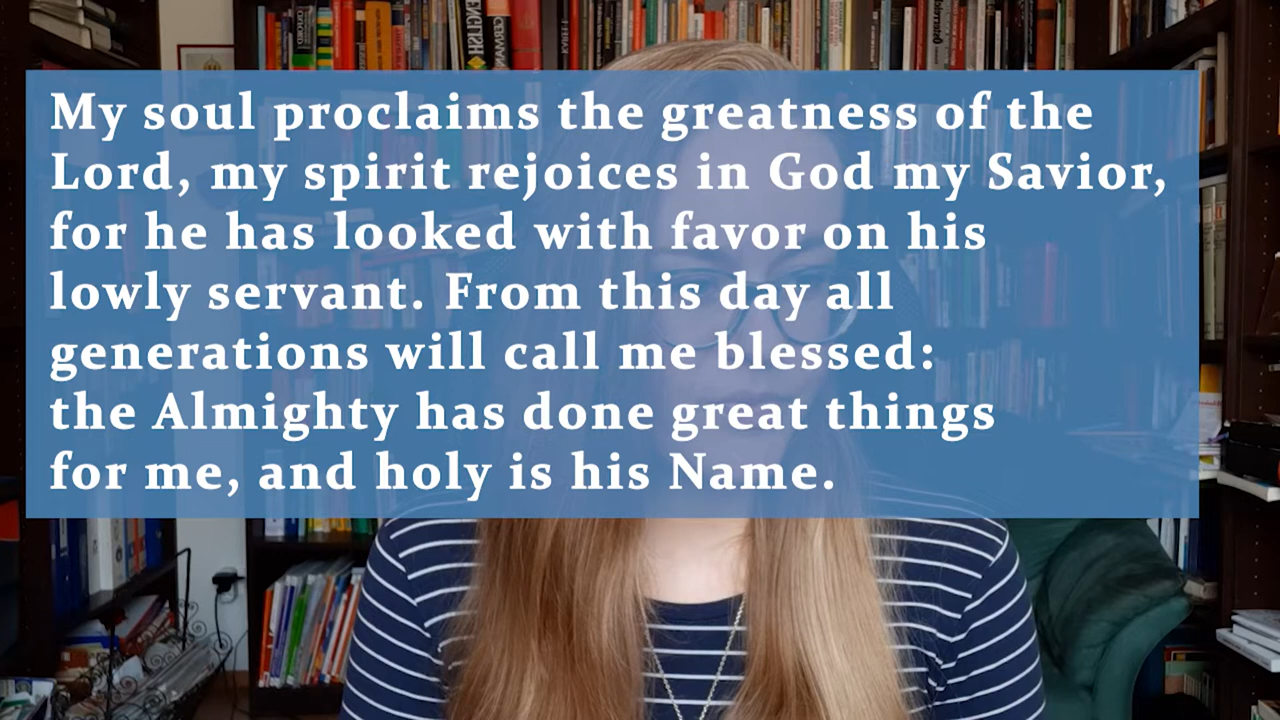 ENGLISH
My soul proclaims the greatness of the
Lord, my spirit rejoices in God my Savior,
for he has looked with favor on his
lowly servant. From this day all
generations will call me blessed:
the Almighty has done great things
for me, and holy is his Name.